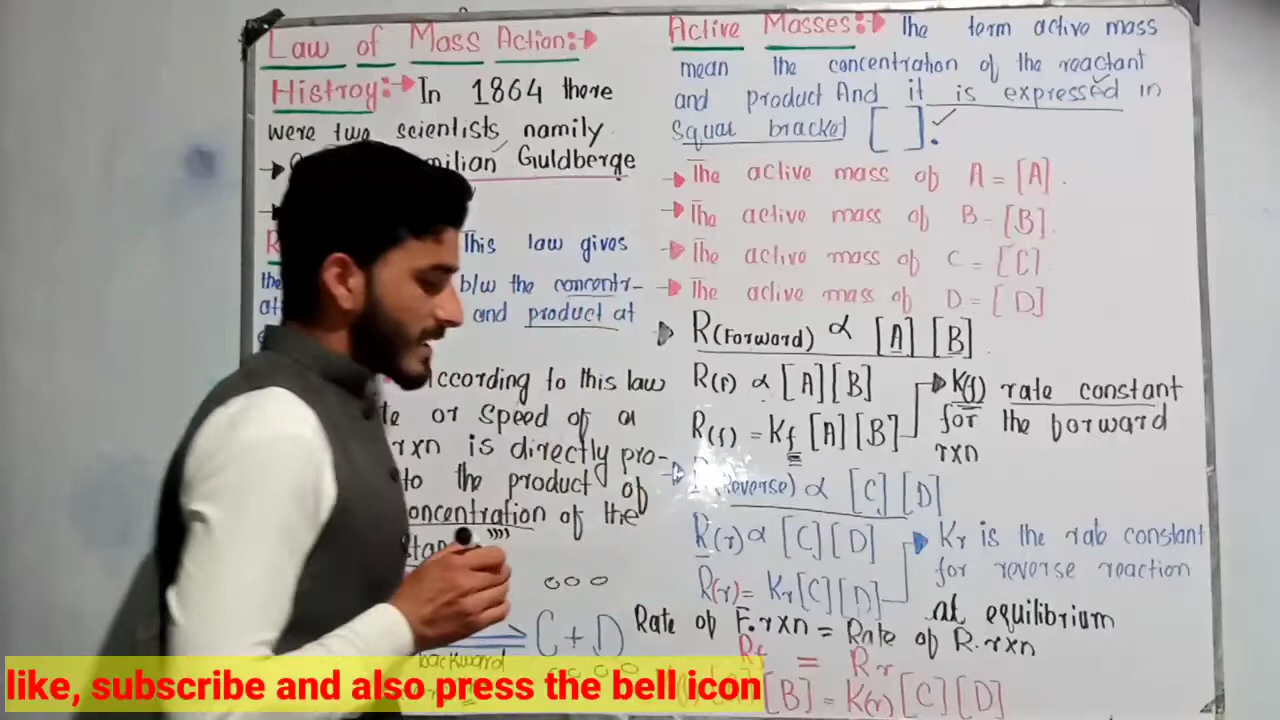 Law of Mass Action:→
Histroy:→ In 1864 there
were two scientists namily
Guldberge
This law gives
the b/w the concentr-
and product at
ccording to this law
or Speed of a
rxn is directly pro-
to the product of
oncentration of the
C + D
backward
Active Masses:→ The term active mass
mean the concentration of the reactant
and product And it is expressed in
Squar bracket [ ].
The active mass of A = [A].
The active mass of B - [B].
The active mass of C = [C]
The active mass of D = [D]
R(Forward) ∝ [A] [B]
R(f) ∝ [A][B]
R(f) = Kf [A][B]
K(f) rate constant
for the forward
rxn
∝ [C] [D]
R(r) ∝ [C][D]
R(r) = Kr [C][D]
Kr is the rab constant
for reverse reaction
at equilibrium
Rate of F.rxn = Rate of R.rxn
Rf = Rr
[B] = K(r) [C] [D]
like, subscribe and also press the bell icon